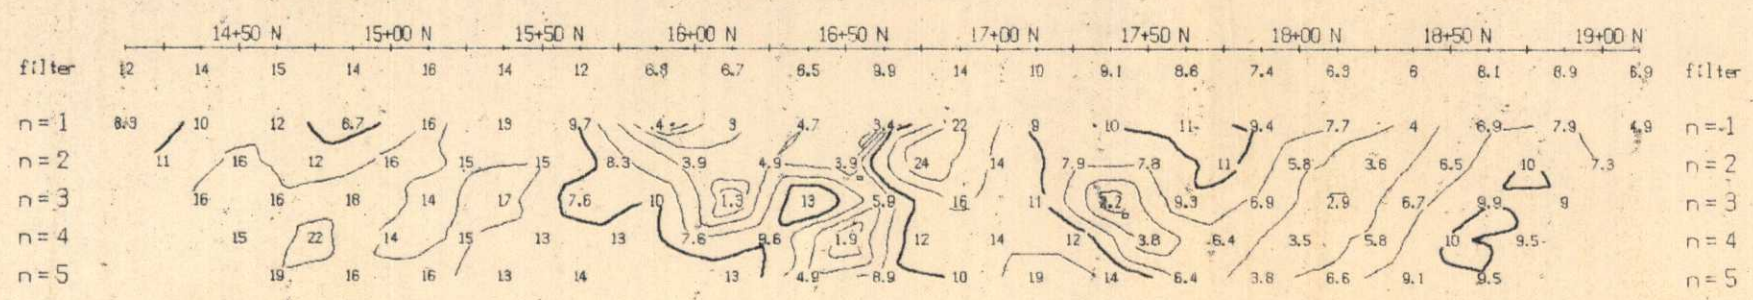 14+50 N 15+00 N 15+50 N 16+00 N 16+50 N 17+00 N 17+50 N 18+00 N 18+50 N 19+00 N
filter 12 14 15 14 16 14 12 6.8 6.7 6.5 9.9 14 10 9.1 8.6 7.4 6.3 6 8.1 8.9 6.9 filter
n=1 8.3 10 12 8.7 16 13 9.7 .4 3 4.7 3.4 22 9 10 11 9.4 7.7 4 6.9 7.9 4.9 n=1
n=2 11 16 12 16 15 15 8.3 3.9 4.9 3.9 24 14 7.9 7.8 11 5.8 3.6 6.5 10 7.3 n=2
n=3 16 16 18 14 17 7.6 10 1.3 13 5.9 16 11 9.3 6.9 2.9 6.7 9.9 9 n=3
n=4 15 22 14 15 13 13 7.6 9.6 1.9 12 14 12 3.8 6.4 3.5 5.8 10 9.5 n=4
n=5 19 16 16 13 14 13 4.9 8.9 10 19 14 6.4 3.8 6.6 9.1 9.5 n=5